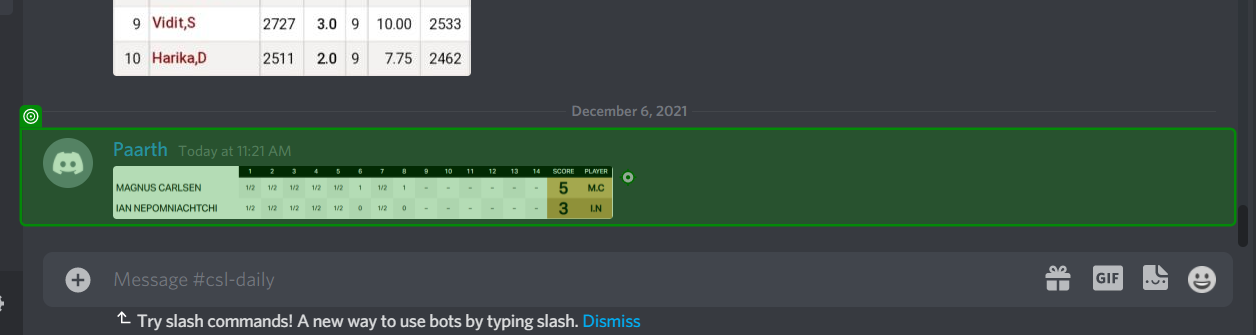 9 Vidit,S 2727 3.0 9 10.00 2533
10 Harika,D 2511 2.0 9 7.75 2462
December 6, 2021
Paarth Today at 11:21 AM
1 2 3 4 5 6 7 8 9 10 11 12 13 14 SCORE PLAYER
MAGNUS CARLSEN 1/2 1/2 1/2 1/2 1/2 1 1/2 1 - - - - - - 5 M.C
IAN NEPOMNIACHTCHI 1/2 1/2 1/2 1/2 1/2 0 1/2 0 - - - - - - 3 I.N
Message #csl-daily
GIF
Try slash commands! A new way to use bots by typing slash. Dismiss